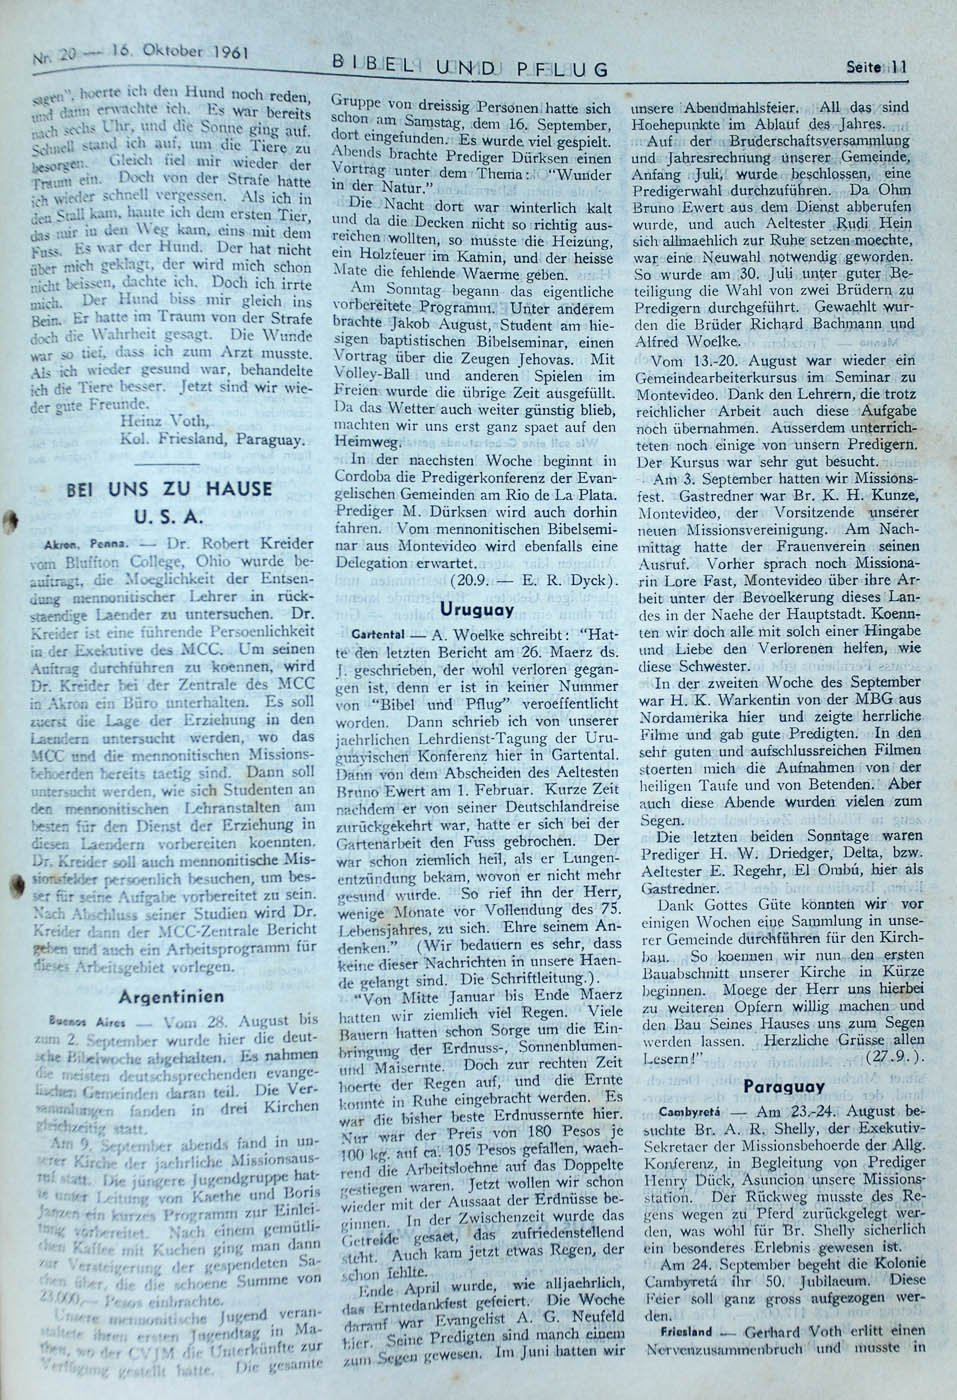 Nr. 20 — 16. Oktober 1961
BIBEL UND PFLUG
Seite 11
sagen", hoerte ich den Hund noch reden,
und dann erwachte ich. Es war bereits
nach sechs Uhr, und die Sonne ging auf.
Schnell stand ich auf, um die Tiere zu
besorgen. Gleich fiel mir wieder der
Traum ein. Doch von der Strafe hatte
ich wieder schnell vergessen. Als ich in
den Stall kam, haute ich dem ersten Tier,
das mir in den Weg kam, eins mit dem
Fuss. Es war der Hund. Der hat nicht
über mich geklagt, der wird mich schon
nicht beissen, dachte ich. Doch ich irrte
mich. Der Hund biss mir gleich ins
Bein. Er hatte im Traum von der Strafe
doch die Wahrheit gesagt. Die Wunde
war so tief, dass ich zum Arzt musste.
Als ich wieder gesund war, behandelte
ich die Tiere besser. Jetzt sind wir wie-
der gute Freunde.
Heinz Voth,
Kol. Friesland, Paraguay.
BEI UNS ZU HAUSE
U. S. A.
Akron, Penna. — Dr. Robert Kreider
vom Bluffton College, Ohio wurde be-
auftragt, die Moeglichkeit der Entsen-
dung mennonitischer Lehrer in rück-
staendige Laender zu untersuchen. Dr.
Kreider ist eine führende Persoenlichkeit
in der Exekutive des MCC. Um seinen
Auftrag durchführen zu koennen, wird
Dr. Kreider bei der Zentrale des MCC
in Akron ein Büro unterhalten. Es soll
zuerst die Lage der Erziehung in den
Laendern untersucht werden, wo das
MCC und die mennonitischen Missions-
behoerden bereits taetig sind. Dann soll
untersucht werden, wie sich Studenten an
den mennonitischen Lehranstalten am
besten für den Dienst der Erziehung in
diesen Laendern vorbereiten koennten.
Dr. Kreider soll auch mennonitische Mis-
sionsfelder persoenlich besuchen, um bes-
ser für seine Aufgabe vorbereitet zu sein.
Nach Abschluss seiner Studien wird Dr.
Kreider dann der MCC-Zentrale Bericht
geben und auch ein Arbeitsprogramm für
dieses Arbeitsgebiet vorlegen.
Argentinien
Buenos Aires — Vom 28. August bis
zum 2. September wurde hier die deut-
sche Bibelwoche abgehalten. Es nahmen
die meisten deutschsprechenden evange-
lischen Gemeinden daran teil. Die Ver-
sammlungen fanden in drei Kirchen
gleichzeitig statt.
Am 9. September abends fand in un-
serer Kirche der jaehrliche Missionsaus-
ruf statt. Die jüngere Jugendgruppe hat-
te unter Leitung von Kaethe und Boris
Janzen ein kurzes Programm zur Einlei-
tung vorbereitet. Nach einem gemütli-
chen Kaffee mit Kuchen ging man dann
zur Versteigerung der gespendeten Sa-
chen über, die die schoene Summe von
23.000,— Pesos einbrachte.
Unsere mennonitische Jugend veran-
staltete ihren ersten Jugendtag in Ma-
then, wo der CVJM die Unterkünfte zur
Verfügung gestellt hatte. Die gesamte
Gruppe von dreissig Personen hatte sich
schon am Samstag, dem 16. September,
dort eingefunden. Es wurde viel gespielt.
Abends brachte Prediger Dürksen einen
Vortrag unter dem Thema: "Wunder
in der Natur."
Die Nacht dort war winterlich kalt
und da die Decken nicht so richtig aus-
reichen wollten, so musste die Heizung,
ein Holzfeuer im Kamin, und der heisse
Mate die fehlende Waerme geben.
Am Sonntag begann das eigentliche
vorbereitete Programm. Unter anderem
brachte Jakob August, Student am hie-
sigen baptistischen Bibelseminar, einen
Vortrag über die Zeugen Jehovas. Mit
Volley-Ball und anderen Spielen im
Freien wurde die übrige Zeit ausgefüllt.
Da das Wetter auch weiter günstig blieb,
machten wir uns erst ganz spaet auf den
Heimweg.
In der naechsten Woche beginnt in
Cordoba die Predigerkonferenz der Evan-
gelischen Gemeinden am Rio de La Plata.
Prediger M. Dürksen wird auch dorhin
fahren. Vom mennonitischen Bibelsemi-
nar aus Montevideo wird ebenfalls eine
Delegation erwartet.
(20.9. — E. R. Dyck).
Uruguay
Gartental — A. Woelke schreibt: "Hat-
te den letzten Bericht am 26. Maerz ds.
J. geschrieben, der wohl verloren gegan-
gen ist, denn er ist in keiner Nummer
von "Bibel und Pflug" veroeffentlicht
worden. Dann schrieb ich von unserer
jaehrlichen Lehrdienst-Tagung der Uru-
guayischen Konferenz hier in Gartental.
Dann von dem Abscheiden des Aeltesten
Bruno Ewert am 1. Februar. Kurze Zeit
nachdem er von seiner Deutschlandreise
zurückgekehrt war, hatte er sich bei der
Gartenarbeit den Fuss gebrochen. Der
war schon ziemlich heil, als er Lungen-
entzündung bekam, wovon er nicht mehr
gesund wurde. So rief ihn der Herr,
wenige Monate vor Vollendung des 75.
Lebensjahres, zu sich. Ehre seinem An-
denken." (Wir bedauern es sehr, dass
keine dieser Nachrichten in unsere Haen-
de gelangt sind. Die Schriftleitung.).
"Von Mitte Januar bis Ende Maerz
hatten wir ziemlich viel Regen. Viele
Bauern hatten schon Sorge um die Ein-
bringung der Erdnuss-, Sonnenblumen-
und Maisernte. Doch zur rechten Zeit
hoerte der Regen auf, und die Ernte
konnte in Ruhe eingebracht werden. Es
war die bisher beste Erdnussernte hier.
Nur war der Preis von 180 Pesos je
100 kg. auf ca. 105 Pesos gefallen, waeh-
rend die Arbeitsloehne auf das Doppelte
gestiegen waren. Jetzt wollen wir schon
wieder mit der Aussaat der Erdnüsse be-
ginnen. In der Zwischenzeit wurde das
Getreide gesaet, das zufriedenstellend
steht. Auch kam jetzt etwas Regen, der
schon fehlte.
Ende April wurde, wie alljaehrlich,
das Erntedankfest gefeiert. Die Woche
darauf war Evangelist A. G. Neufeld
hier. Seine Predigten sind manch einem
zum Segen gewesen. Im Juni hatten wir
unsere Abendmahlsfeier. All das sind
Hoehepunkte im Ablauf des Jahres.
Auf der Bruderschaftsversammlung
und Jahresrechnung unserer Gemeinde,
Anfang Juli, wurde beschlossen, eine
Predigerwahl durchzuführen. Da Ohm
Bruno Ewert aus dem Dienst abberufen
wurde, und auch Aeltester Rudi Hein
sich allmaehlich zur Ruhe setzen moechte,
war eine Neuwahl notwendig geworden.
So wurde am 30. Juli unter guter Be-
teiligung die Wahl von zwei Brüdern zu
Predigern durchgeführt. Gewaehlt wur-
den die Brüder Richard Bachmann und
Alfred Woelke.
Vom 13.-20. August war wieder ein
Gemeindearbeiterkursus im Seminar zu
Montevideo. Dank den Lehrern, die trotz
reichlicher Arbeit auch diese Aufgabe
noch übernahmen. Ausserdem unterrich-
teten noch einige von unsern Predigern.
Der Kursus war sehr gut besucht.
Am 3. September hatten wir Missions-
fest. Gastredner war Br. K. H. Kunze,
Montevideo, der Vorsitzende unserer
neuen Missionsvereinigung. Am Nach-
mittag hatte der Frauenverein seinen
Ausruf. Vorher sprach noch Missiona-
rin Lore Fast, Montevideo über ihre Ar-
beit unter der Bevoelkerung dieses Lan-
des in der Naehe der Hauptstadt. Koenn-
ten wir doch alle mit solch einer Hingabe
und Liebe den Verlorenen helfen, wie
diese Schwester.
In der zweiten Woche des September
war H. K. Warkentin von der MBG aus
Nordamerika hier und zeigte herrliche
Filme und gab gute Predigten. In den
sehr guten und aufschlussreichen Filmen
stoerten mich die Aufnahmen von der
heiligen Taufe und von Betenden. Aber
auch diese Abende wurden vielen zum
Segen.
Die letzten beiden Sonntage waren
Prediger H. W. Driedger, Delta, bzw.
Aeltester E. Regehr, El Ombú, hier als
Gastredner.
Dank Gottes Güte könnten wir vor
einigen Wochen eine Sammlung in unse-
rer Gemeinde durchführen für den Kirch-
bau. So koennen wir nun den ersten
Bauabschnitt unserer Kirche in Kürze
beginnen. Moege der Herr uns hierbei
zu weiteren Opfern willig machen und
den Bau Seines Hauses uns zum Segen
werden lassen. Herzliche Grüsse allen
Lesern!" (27.9.).
Paraguay
Cambyretá — Am 23.-24. August be-
suchte Br. A. R. Shelly, der Exekutiv-
Sekretaer der Missionsbehoerde der Allg.
Konferenz, in Begleitung von Prediger
Henry Dück, Asuncion unsere Missions-
station. Der Rückweg musste des Re-
gens wegen zu Pferd zurückgelegt wer-
den, was wohl für Br. Shelly sicherlich
ein besonderes Erlebnis gewesen ist.
Am 24. September begeht die Kolonie
Cambyretá ihr 50. Jubilaeum. Diese
Feier soll ganz gross aufgezogen wer-
den.
Friesland — Gerhard Voth erlitt einen
Nervenzusammenbruch und musste in